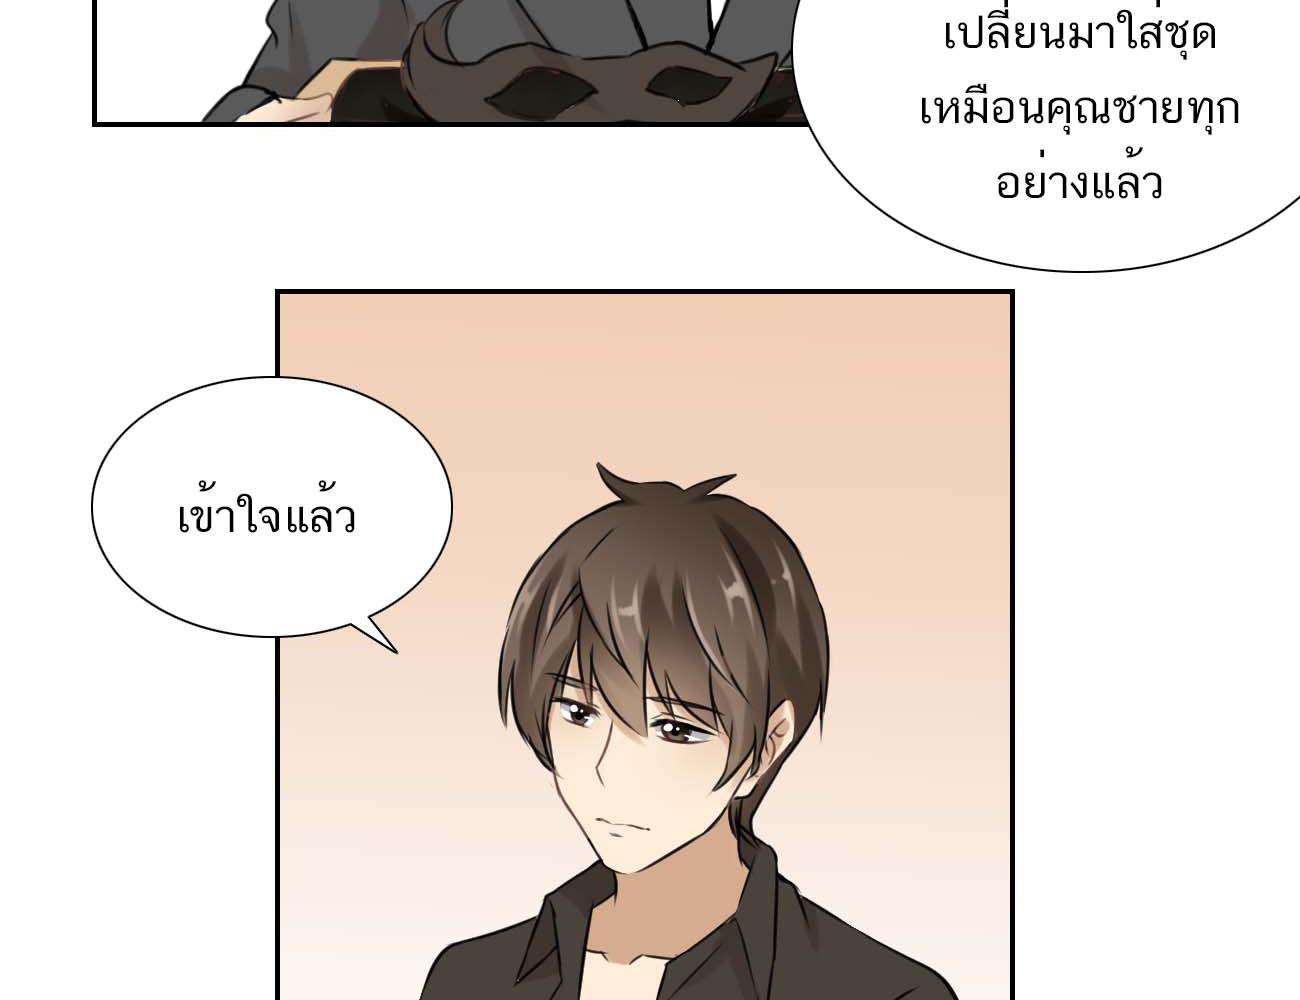 เปลี่ยนมาใส่ชุด
เหมือนคุณชายทุก
อย่างแล้ว
เข้าใจแล้ว